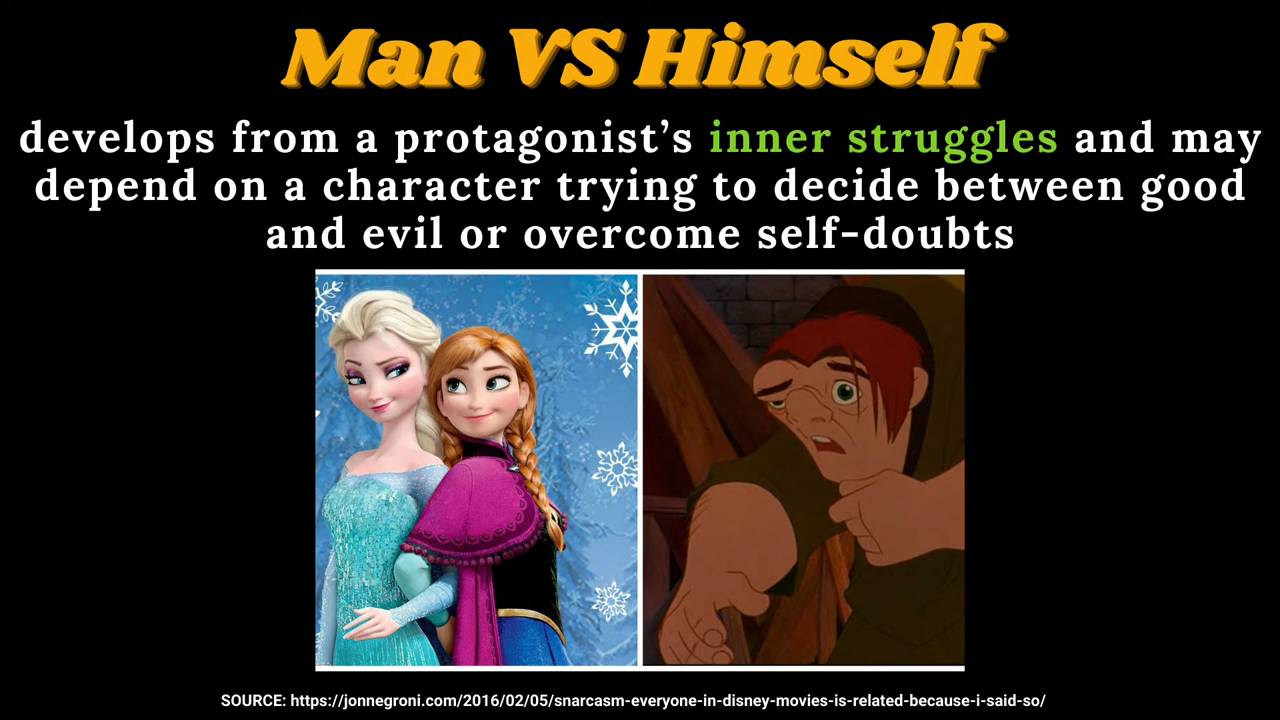 Man VS Himself
develops from a protagonist’s inner struggles and may
depend on a character trying to decide between good
and evil or overcome self-doubts
SOURCE: https://jonnegroni.com/2016/02/05/snarcasm-everyone-in-disney-movies-is-related-because-i-said-so/